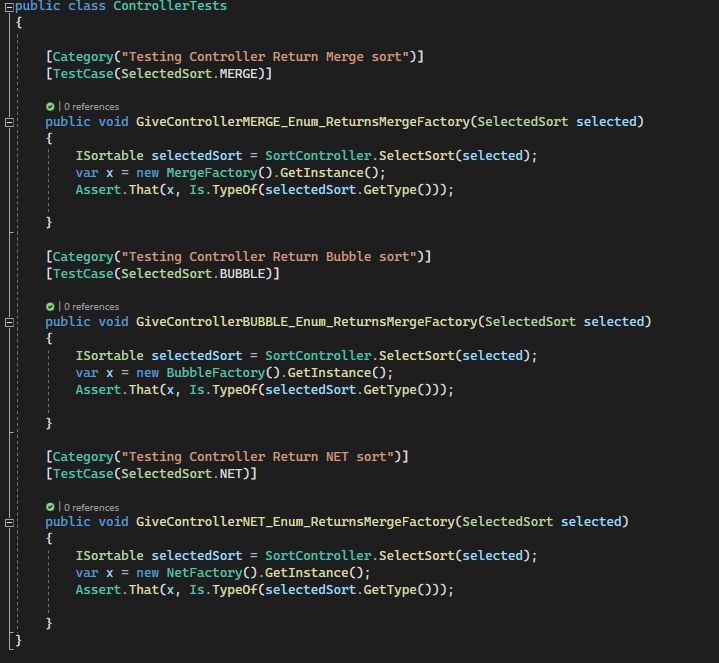 public class ControllerTests
{
[Category("Testing Controller Return Merge sort")]
[TestCase(SelectedSort.MERGE)]
| 0 references
public void GiveControllerMERGE_Enum_ReturnsMergeFactory(SelectedSort selected)
{
ISortable selectedSort = SortController.SelectSort(selected);
var x = new MergeFactory().GetInstance();
Assert.That(x, Is.TypeOf(selectedSort.GetType()));
}
[Category("Testing Controller Return Bubble sort")]
[TestCase(SelectedSort.BUBBLE)]
| 0 references
public void GiveControllerBUBBLE_Enum_ReturnsMergeFactory(SelectedSort selected)
{
ISortable selectedSort = SortController.SelectSort(selected);
var x = new BubbleFactory().GetInstance();
Assert.That(x, Is.TypeOf(selectedSort.GetType()));
}
[Category("Testing Controller Return NET sort")]
[TestCase(SelectedSort.NET)]
| 0 references
public void GiveControllerNET_Enum_ReturnsMergeFactory(SelectedSort selected)
{
ISortable selectedSort = SortController.SelectSort(selected);
var x = new NetFactory().GetInstance();
Assert.That(x, Is.TypeOf(selectedSort.GetType()));
}
}